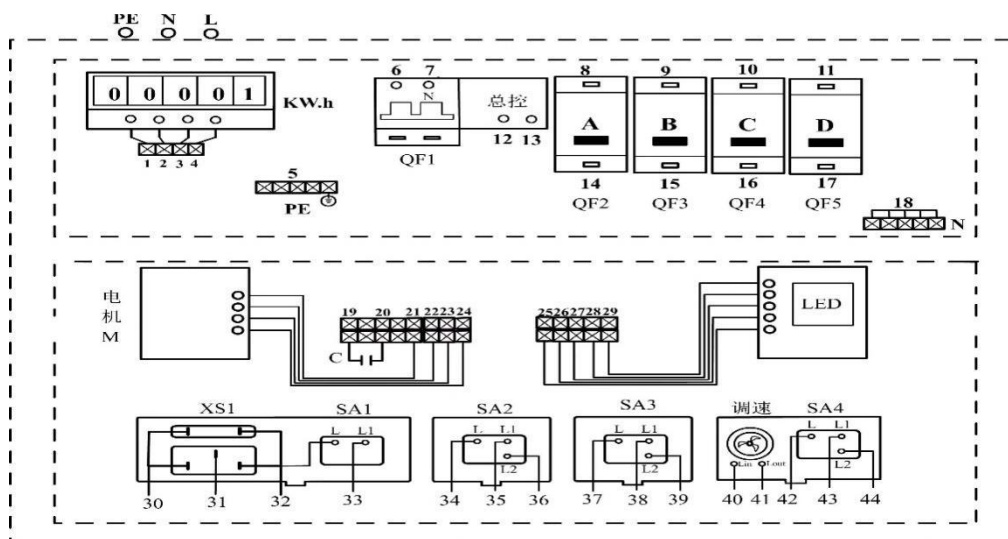 PE N L
0 0 0 0 1 KW.h
1 2 3 4
5
PE
6 7
N
总控
12 13
QF1
8 9 10 11
A B C D
14 15 16 17
QF2 QF3 QF4 QF5
18
N
电机 M
19 20 21 22 23 24
C
25 26 27 28 29
LED
XS1 SA1 SA2 SA3 调速 SA4
L L1
L L1
L2
L L1
L2
Lin Lout
L L1
L2
30 31 32 33 34 35 36 37 38 39 40 41 42 43 44